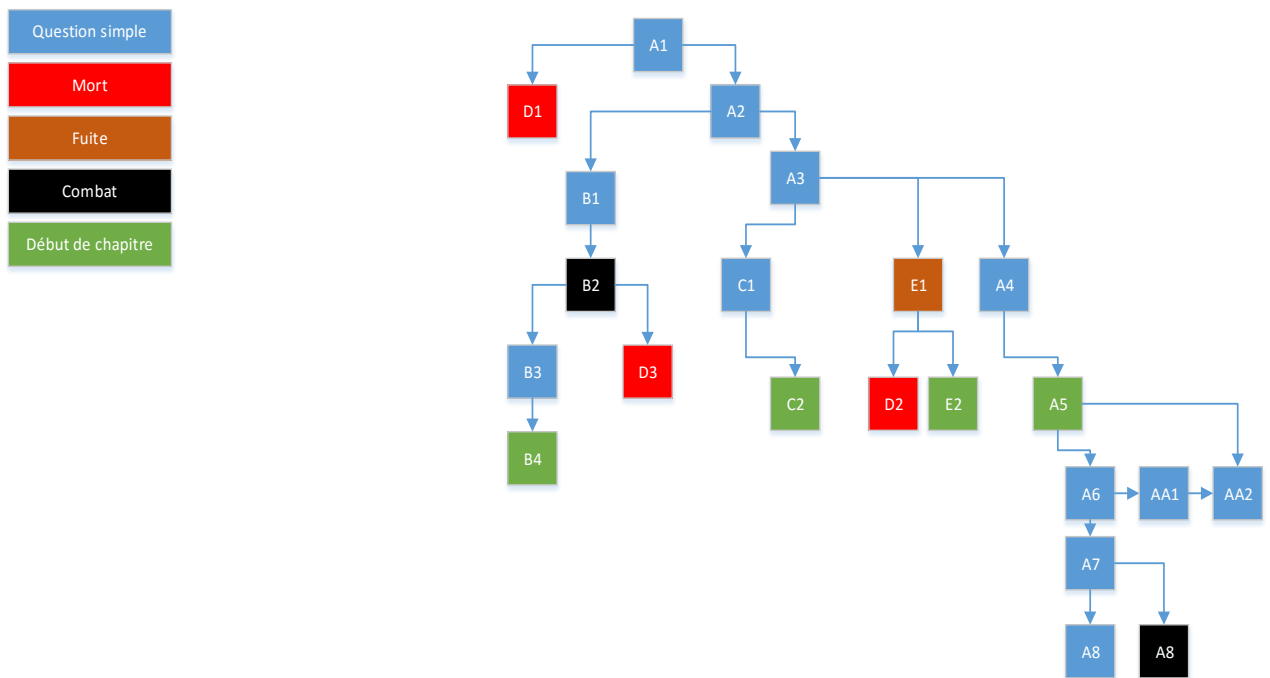 Question simple
Mort
Fuite
Combat
Début de chapitre
A1
D1
A2
B1
A3
B2
C1
E1
A4
B3
D3
C2
D2
E2
A5
B4
A6
AA1
AA2
A7
A8
A8